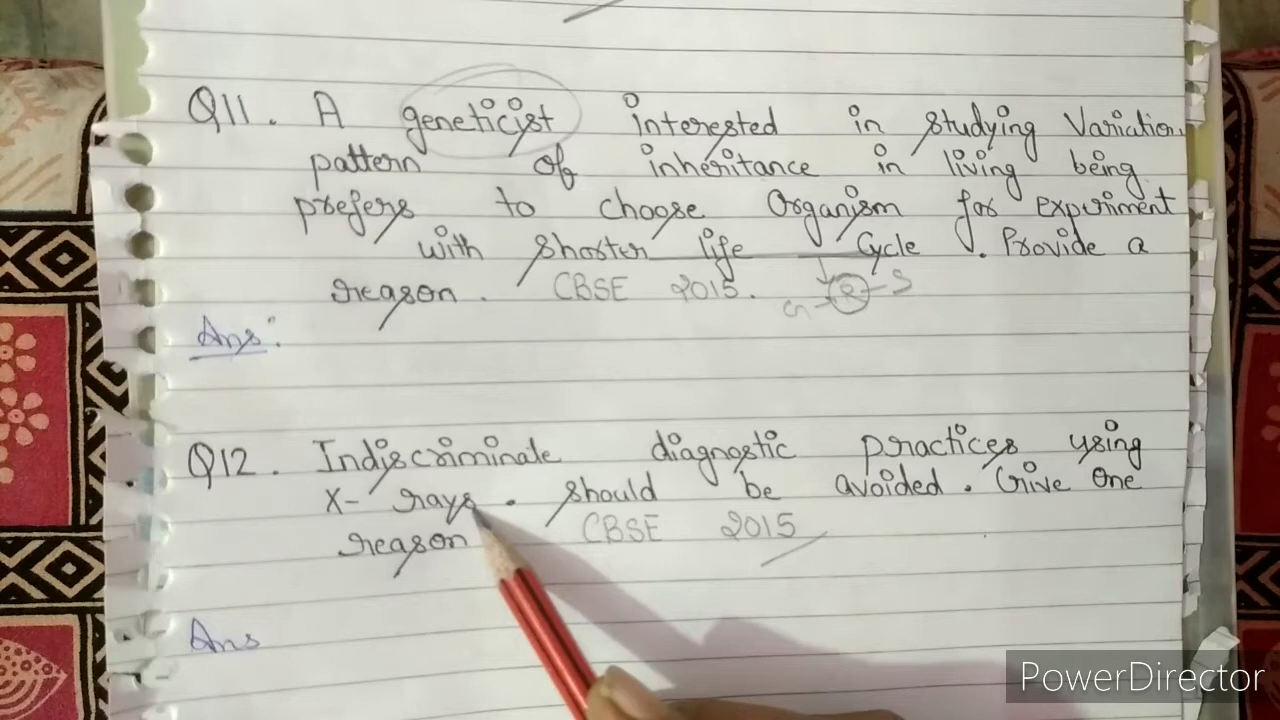 Q11. A geneticist interested in studying Variation
pattern of inheritance in living being
prefers to choose Organism for experiment
with shorter life cycle. Provide a
reason. CBSE 2015.
G R S
Ans:
Q12. Indiscriminate diagnostic practices using
X-rays. should be avoided. Give One
reason CBSE 2015
Ans
PowerDirector